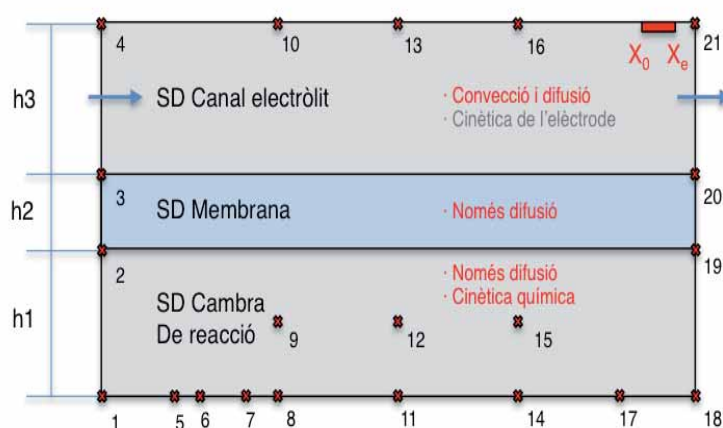 4 10 13 16 21
X₀ Xₑ
h3 SD Canal electròlit · Convecció i difusió
· Cinètica de l'elèctrode
3 20
h2 SD Membrana · Només difusió
2 19
· Només difusió
SD Cambra · Cinètica química
h1 De reacció
9 12 15
1 5 6 7 8 11 14 17 18